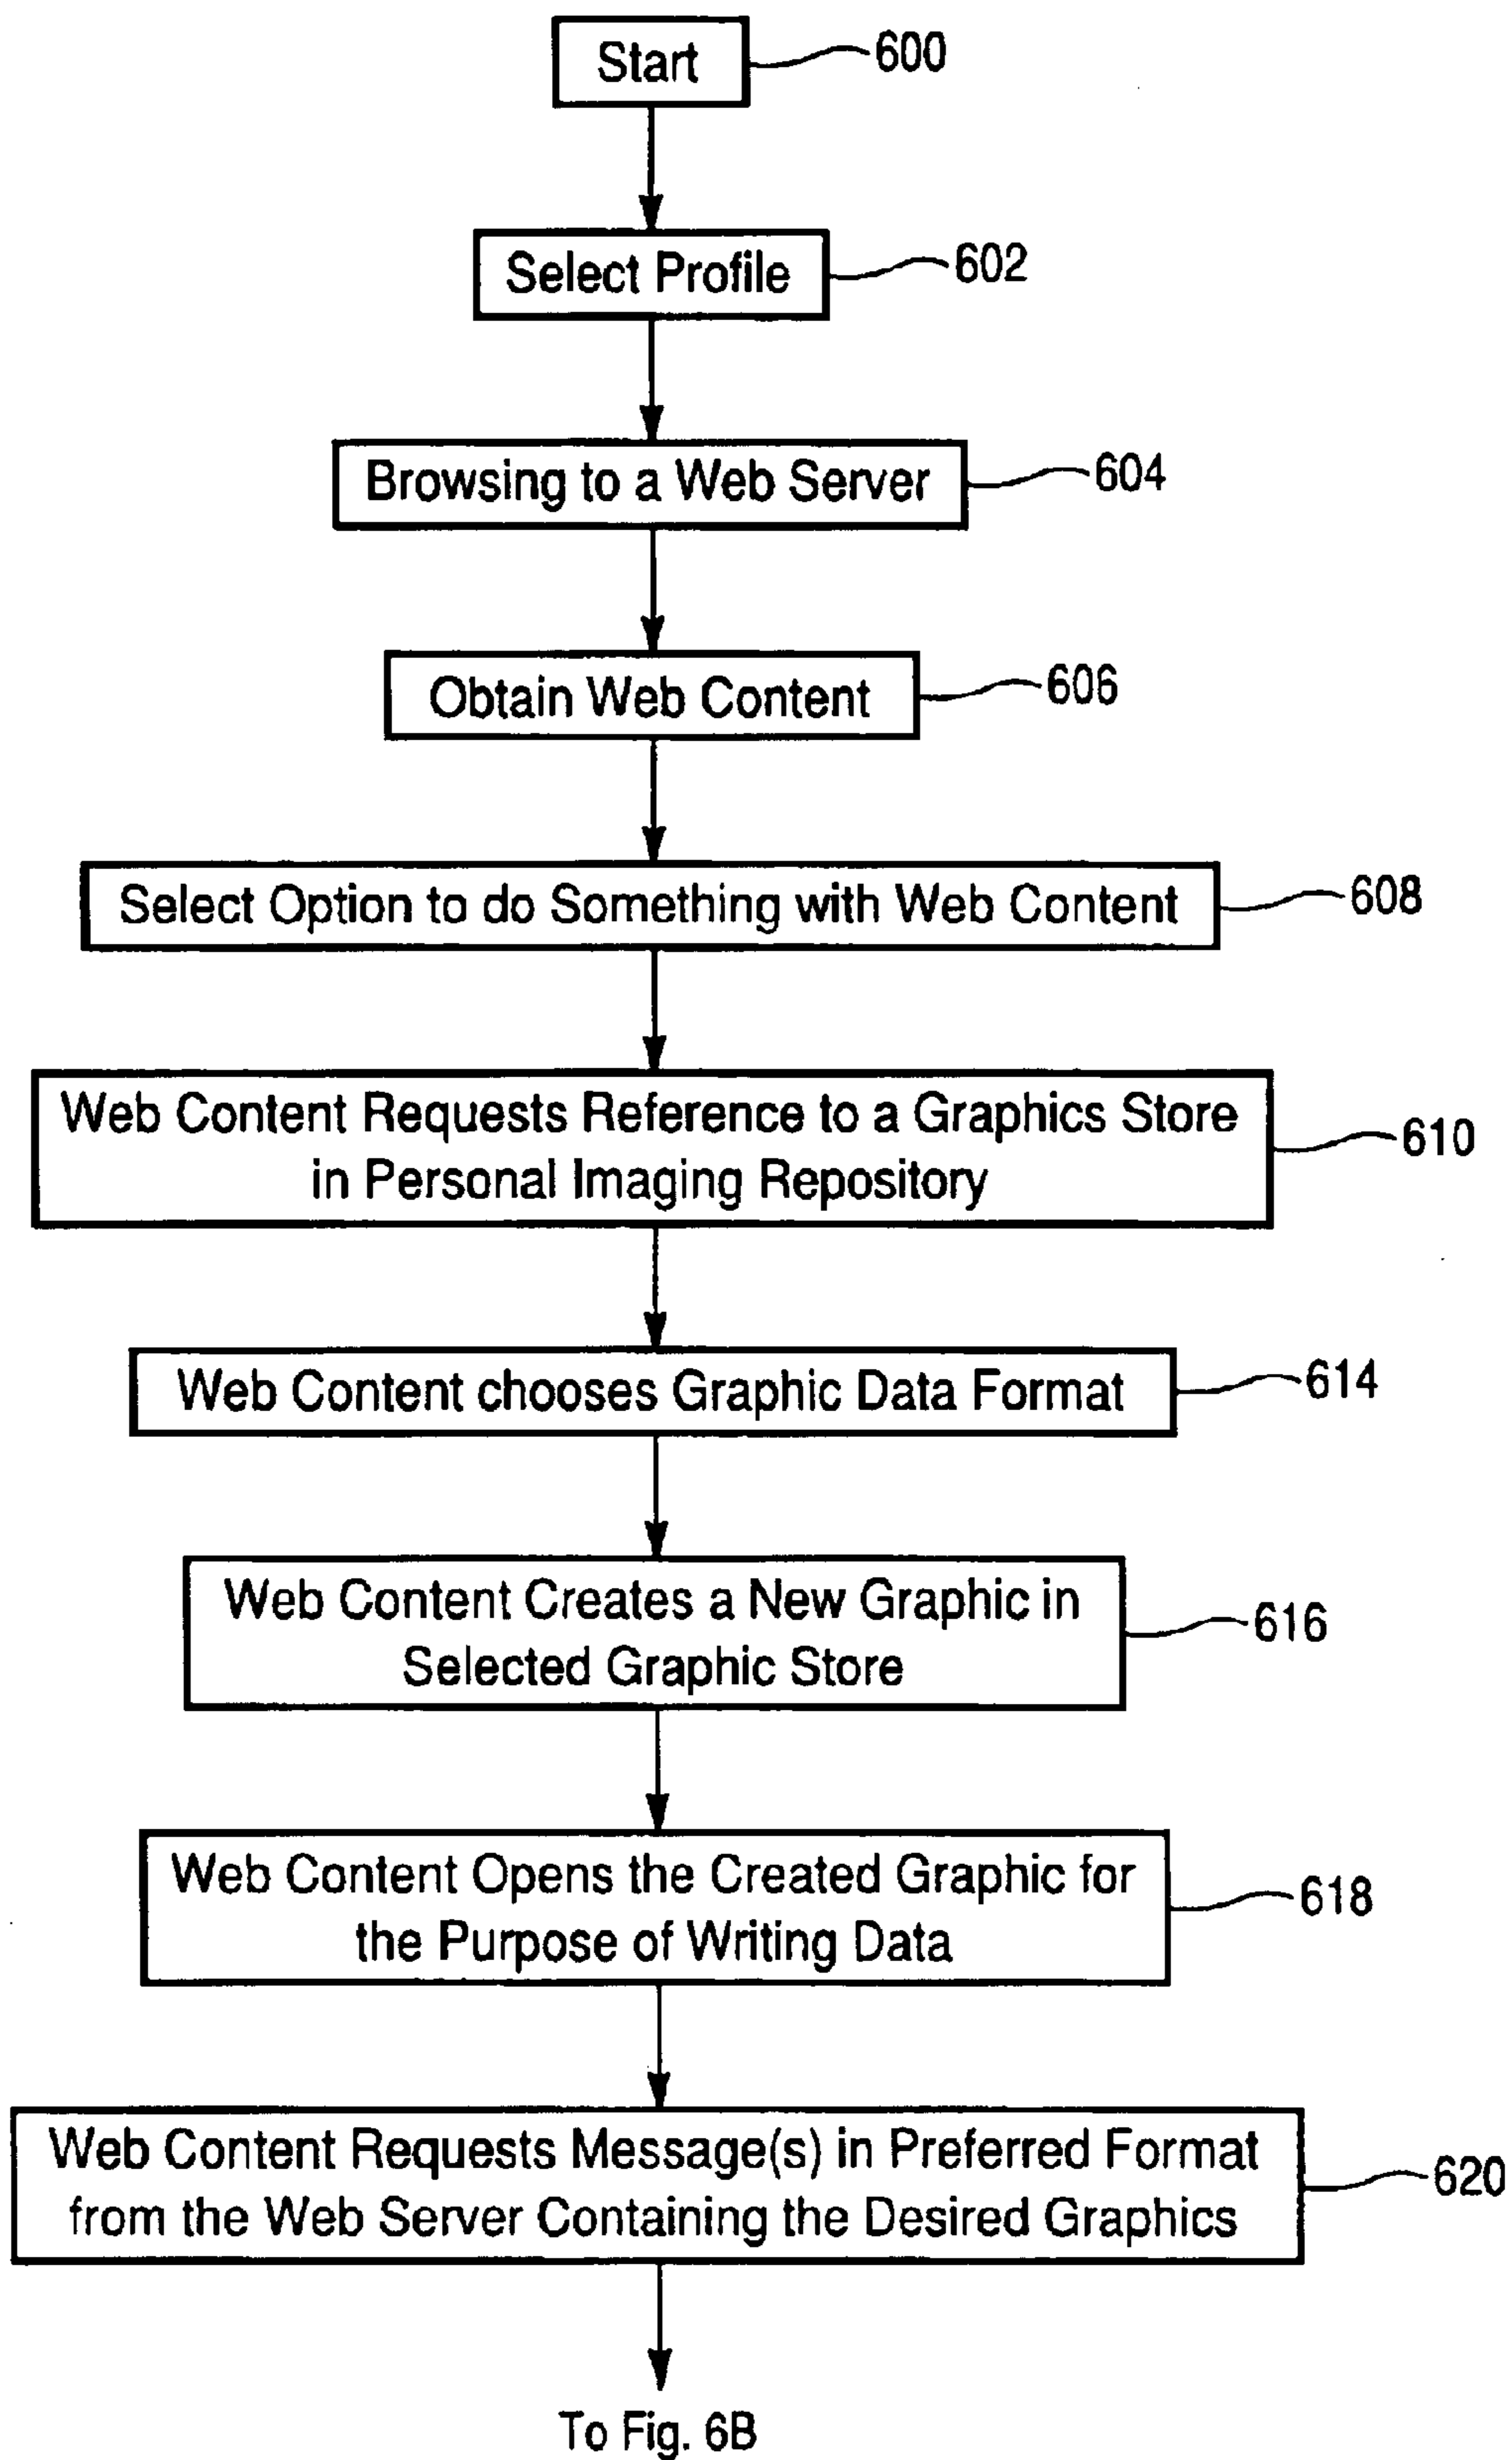 Start
600
Select Profile
602
Browsing to a Web Server
604
Obtain Web Content
606
Select Option to do Something with Web Content
608
Web Content Requests Reference to a Graphics Store
in Personal Imaging Repository
610
Web Content chooses Graphic Data Format
614
Web Content Creates a New Graphic in
Selected Graphic Store
616
Web Content Opens the Created Graphic for
the Purpose of Writing Data
618
Web Content Requests Message(s) in Preferred Format
from the Web Server Containing the Desired Graphics
620
To Fig. 6B